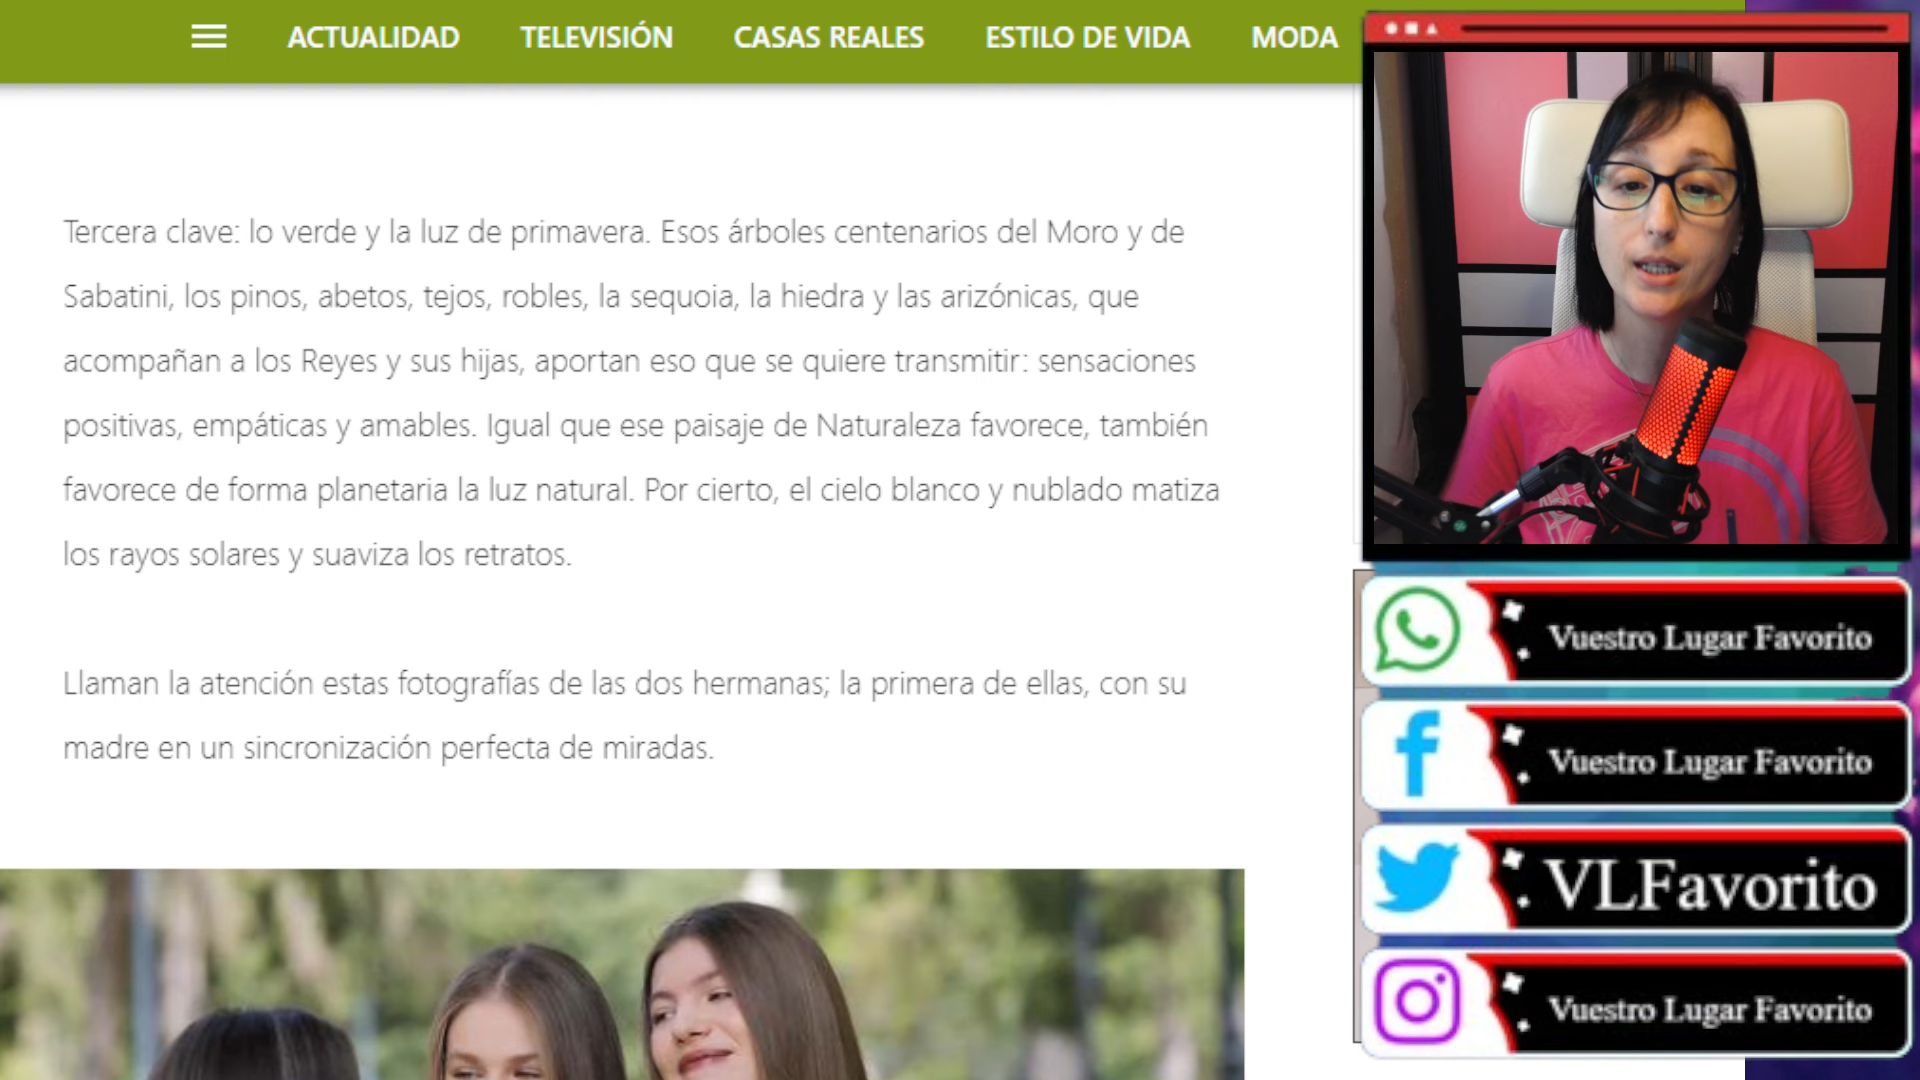 ACTUALIDAD TELEVISIÓN CASAS REALES ESTILO DE VIDA MODA
Tercera clave: lo verde y la luz de primavera. Esos árboles centenarios del Moro y de
Sabatini, los pinos, abetos, tejos, robles, la sequoia, la hiedra y las arizónicas, que
acompañan a los Reyes y sus hijas, aportan eso que se quiere transmitir: sensaciones
positivas, empáticas y amables. Igual que ese paisaje de Naturaleza favorece, también
favorece de forma planetaria la luz natural. Por cierto, el cielo blanco y nublado matiza
los rayos solares y suaviza los retratos.
Llaman la atención estas fotografías de las dos hermanas; la primera de ellas, con su
madre en un sincronización perfecta de miradas.
Vuestro Lugar Favorito
Vuestro Lugar Favorito
VLFavorito
Vuestro Lugar Favorito